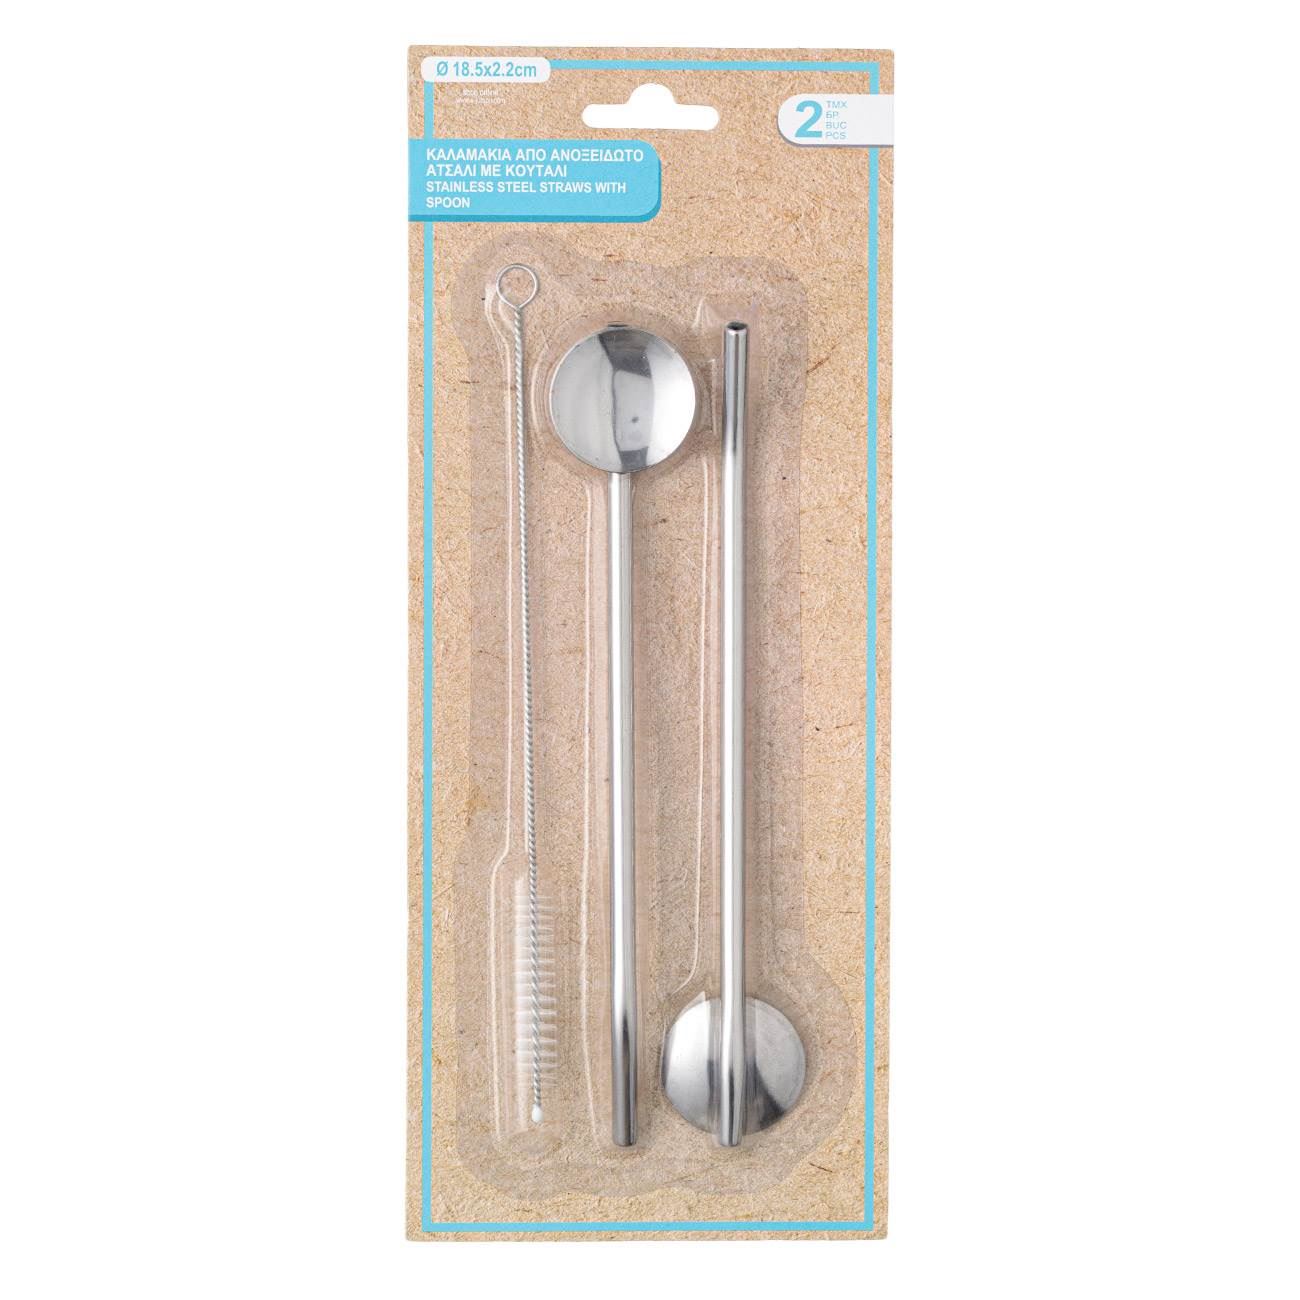 Ø 18.5x2.2cm
2
ΤΜΧ
БР.
BUC
PCS
ΚΑΛΑΜΑΚΙΑ ΑΠΟ ΑΝΟΞΕΙΔΩΤΟ
ΑΤΣΑΛΙ ΜΕ ΚΟΥΤΑΛΙ
STAINLESS STEEL STRAWS WITH
SPOON